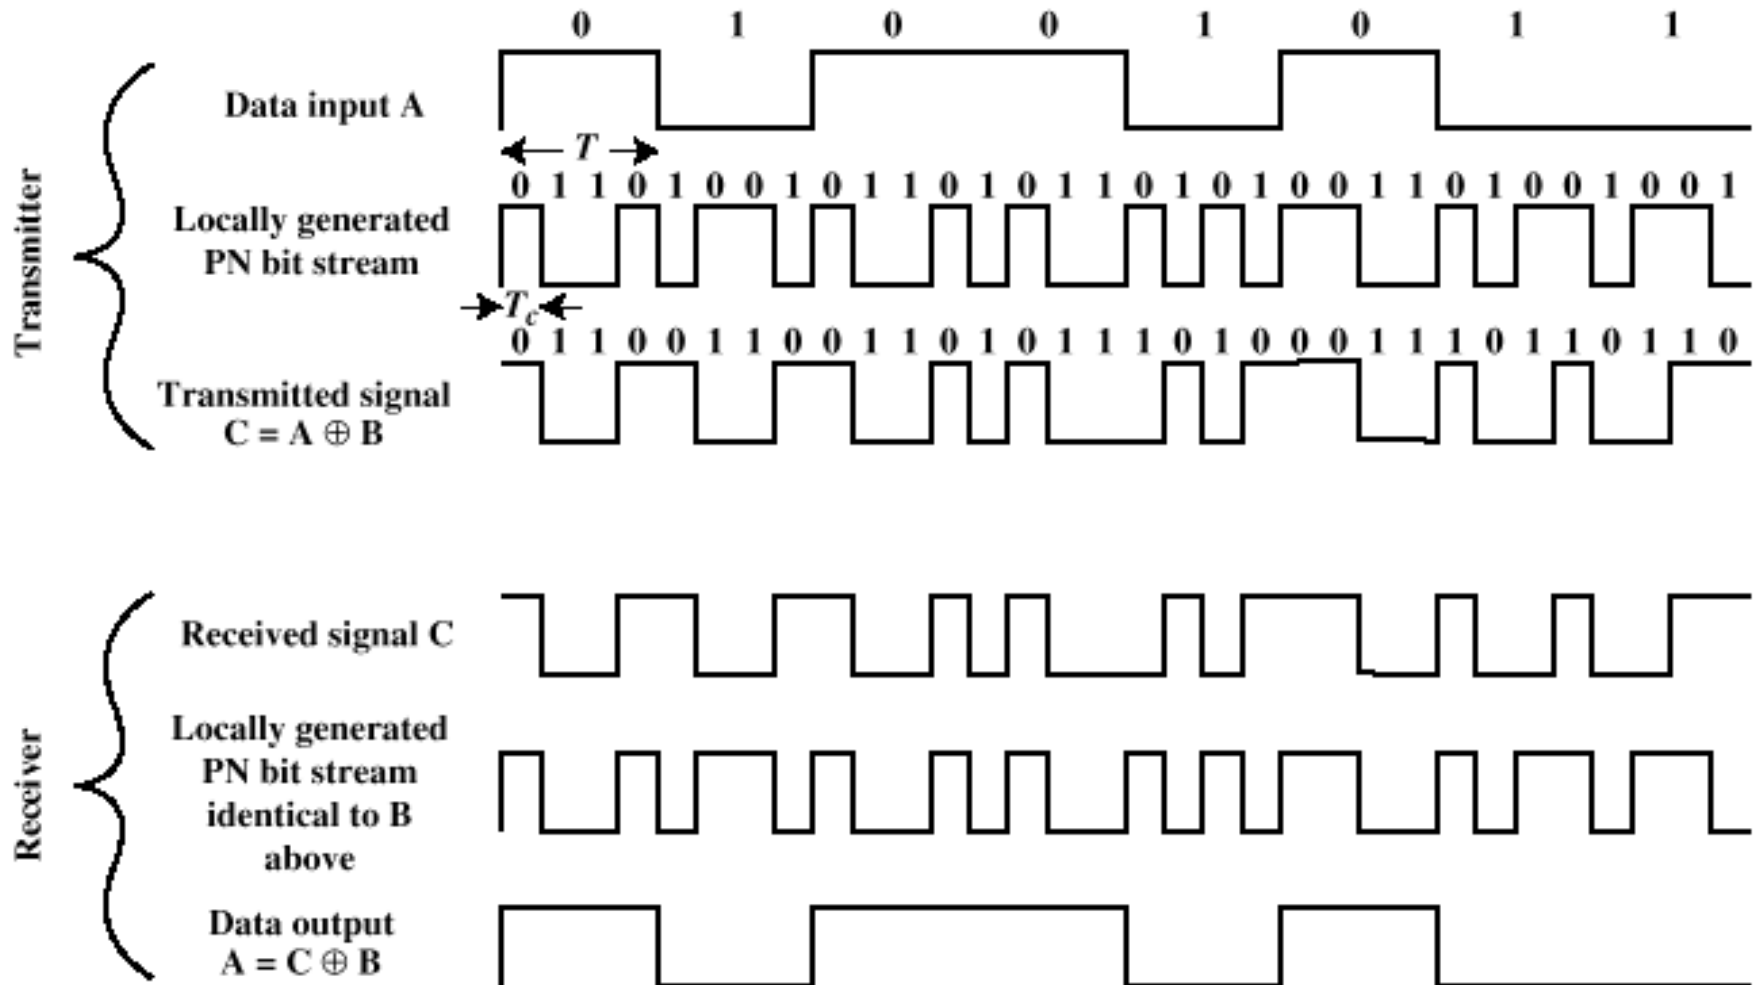 0 1 0 0 1 0 1 1
Transmitter
Data input A
T
0 1 1 0 1 0 0 1 0 1 1 0 1 0 1 1 0 1 0 1 0 0 1 1 0 1 0 0 1 0 0 1
Locally generated
PN bit stream
Tc
0 1 1 0 0 1 1 0 0 1 1 0 1 0 1 1 1 0 1 0 0 0 1 1 1 0 1 1 0 1 1 0
Transmitted signal
C = A ⊕ B
Receiver
Received signal C
Locally generated
PN bit stream
identical to B
above
Data output
A = C ⊕ B